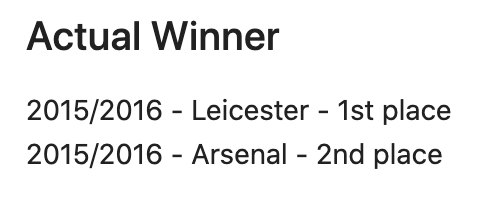 Actual Winner
2015/2016 - Leicester - 1st place
2015/2016 - Arsenal - 2nd place